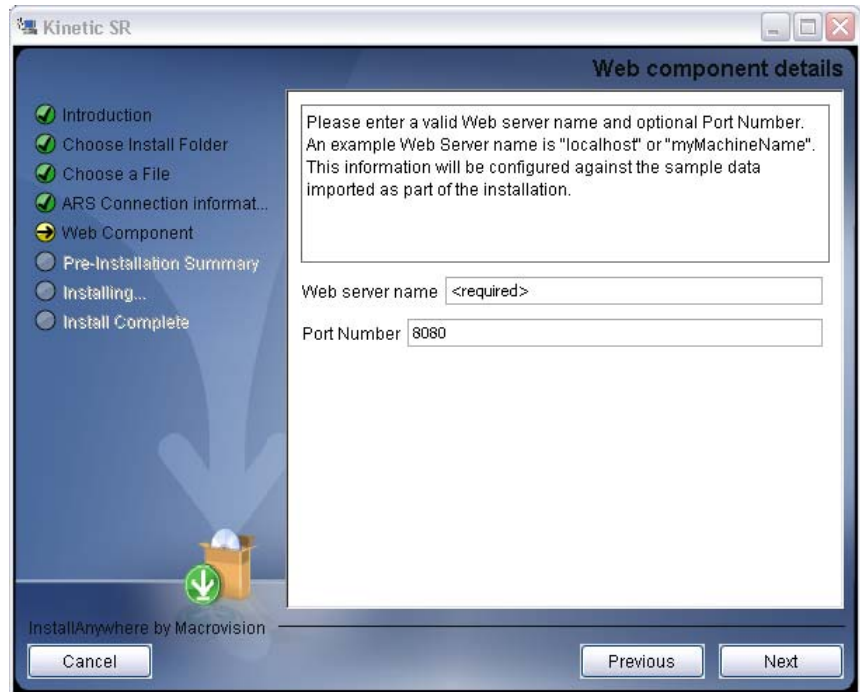 Kinetic SR
Web component details
Introduction
Choose Install Folder
Choose a File
ARS Connection informat...
Web Component
Pre-Installation Summary
Installing...
Install Complete
Please enter a valid Web server name and optional Port Number.
An example Web Server name is "localhost" or "myMachineName".
This information will be configured against the sample data
imported as part of the installation.
Web server name <required>
Port Number 8080
InstallAnywhere by Macrovision
Cancel Previous Next